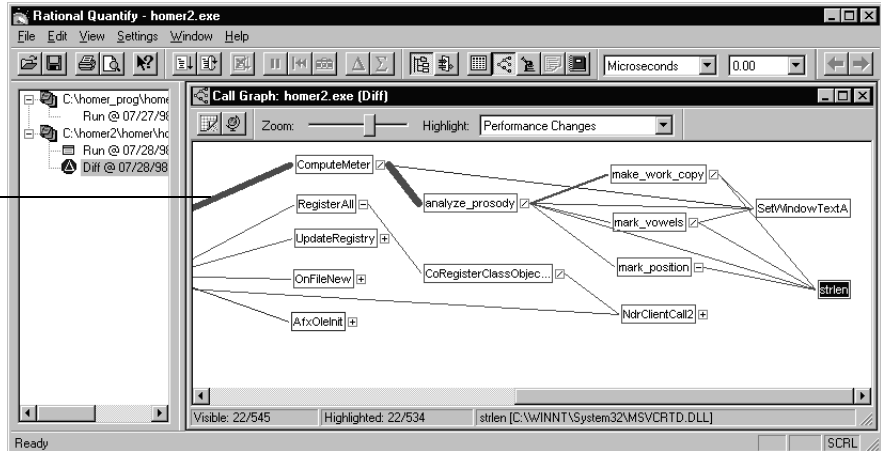 Rational Quantify - homer2.exe
File Edit View Settings Window Help
Microseconds 0.00
C:\homer_prog\home
Run @ 07/27/98
C:\homer2\homer\ho
Run @ 07/28/98
Diff @ 07/28/98
Call Graph: homer2.exe (Diff)
Zoom: Highlight: Performance Changes
ComputeMeter
make_work_copy
RegisterAll
analyze_prosody
SetWindowTextA
mark_vowels
UpdateRegistry
mark_position
OnFileNew
CoRegisterClassObjec...
strlen
AfxOleInit
NdrClientCall2
Visible: 22/545 Highlighted: 22/534 strlen [C:\WINNT\System32\MSVCRTD.DLL]
Ready SCRL